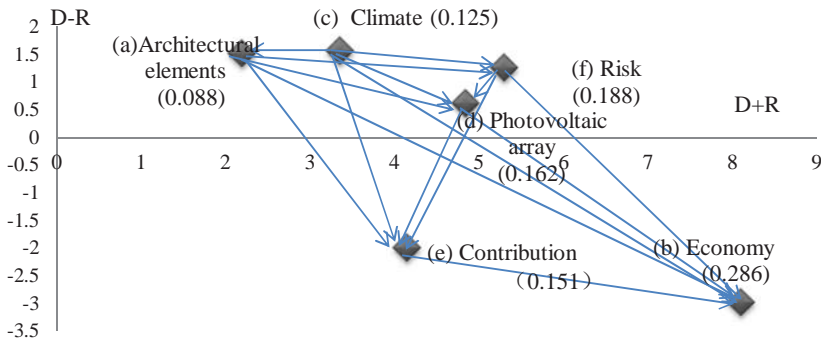 D-R
(c) Climate (0.125)
2
(a)Architectural
elements
(0.088)
1.5
1
0.5
0
-0.5
-1
-1.5
-2
-2.5
-3
-3.5
(f) Risk
(0.188)
D+R
(d) Photovoltaic
array
(0.162)
0 1 2 3 4 5 6 7 8 9
(e) Contribution
（0.151）
(b) Economy
(0.286)